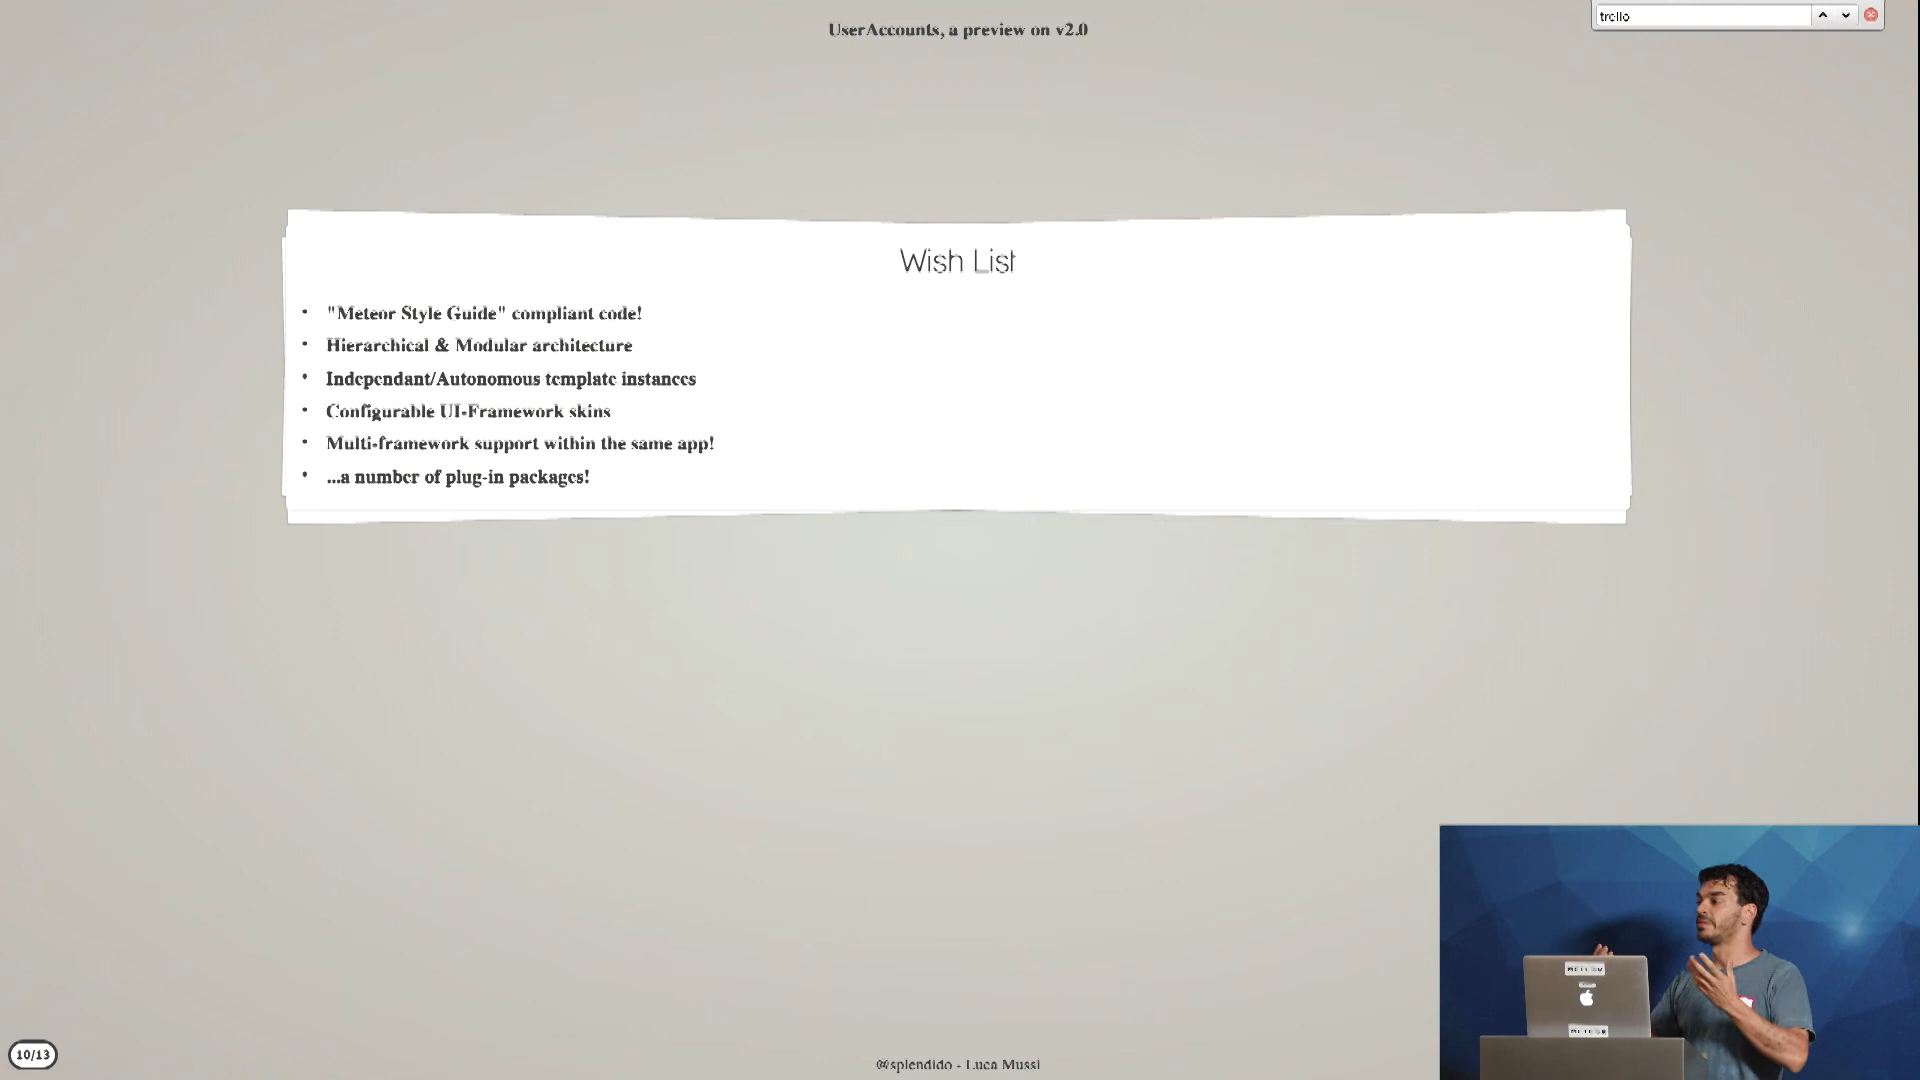 UserAccounts, a preview on v2.0
trello
Wish List
• "Meteor Style Guide" compliant code!
• Hierarchical & Modular architecture
• Independant/Autonomous template instances
• Configurable UI-Framework skins
• Multi-framework support within the same app!
• ...a number of plug-in packages!
METEOR
METEOR
10/13
@splendido - Luca Mussi